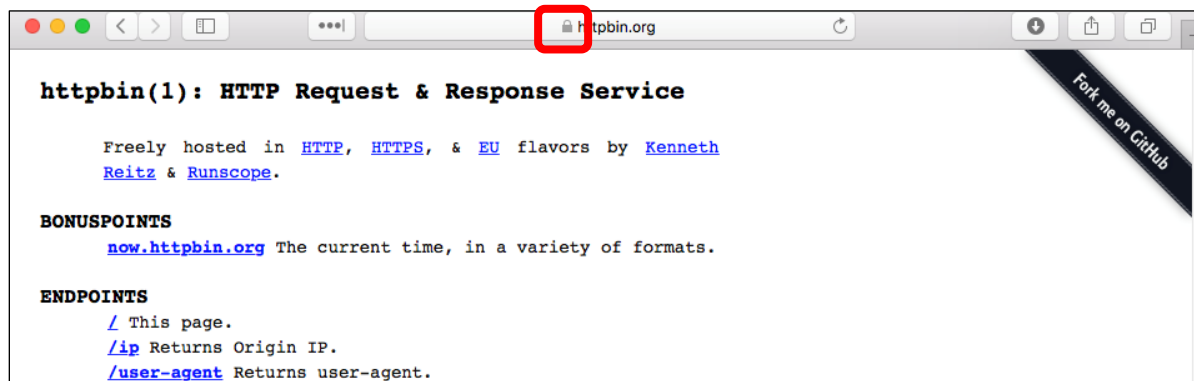 httpbin.org
httpbin(1): HTTP Request & Response Service
Fork me on GitHub
Freely hosted in HTTP, HTTPS, & EU flavors by Kenneth
Reitz & Runscope.
BONUSPOINTS
now.httpbin.org The current time, in a variety of formats.
ENDPOINTS
/ This page.
/ip Returns Origin IP.
/user-agent Returns user-agent.